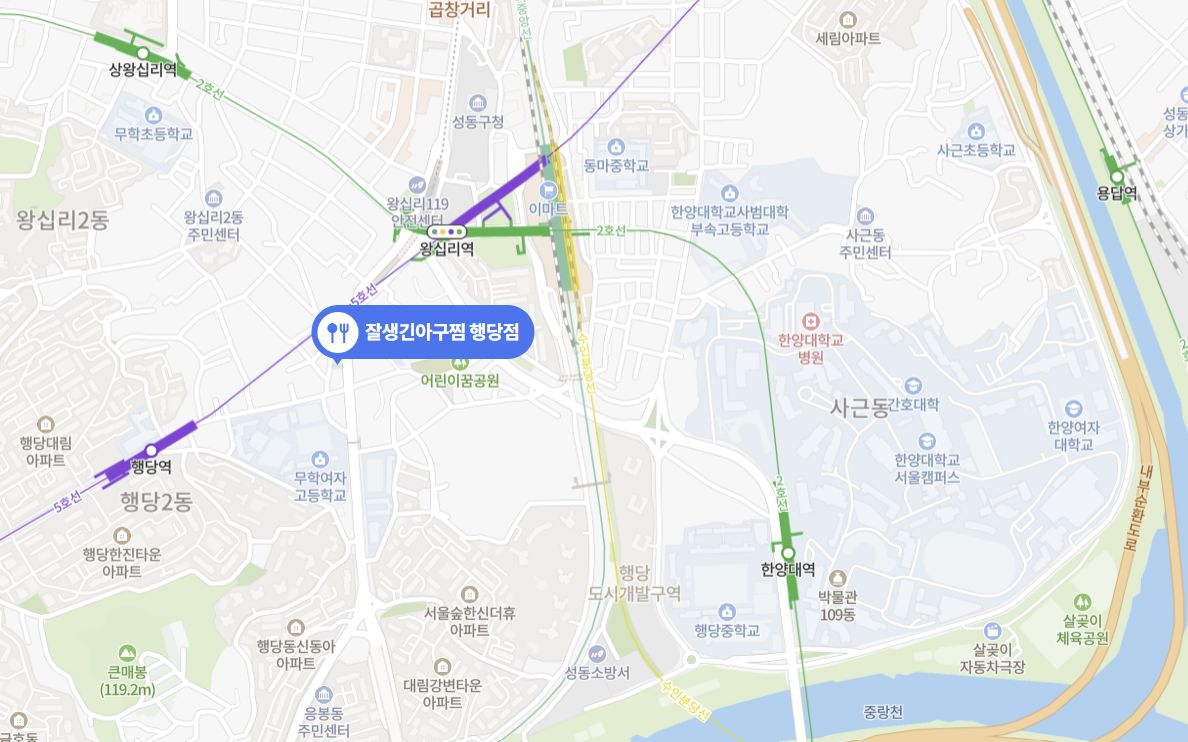 곱창거리
중앙선
세림아파트
상왕십리역
2호선
무학초등학교
성동구청
동마중학교
사근초등학교
용답역
왕십리2동
왕십리2동
주민센터
왕십리119
안전센터
이마트
왕십리역
2호선
한양대학교사범대학
부속고등학교
사근동
주민센터
5호선
잘생긴아구찜 행당점
어린이꿈공원
수인분당선
한양대학교
병원
사근동
간호대학
한양여자
대학교
한양대학교
서울캠퍼스
행당대림
아파트
행당역
5호선
행당2동
무학여자
고등학교
2호선
내부순환도로
행당한진타운
아파트
한양대역
행당
도시개발구역
박물관
109동
서울숲한신더휴
아파트
행당중학교
살곶이
체육공원
살곶이
자동차극장
행당동신동아
아파트
큰매봉
(119.2m)
대림강변타운
아파트
성동소방서
수인분당선
응봉동
주민센터
중랑천
금호동